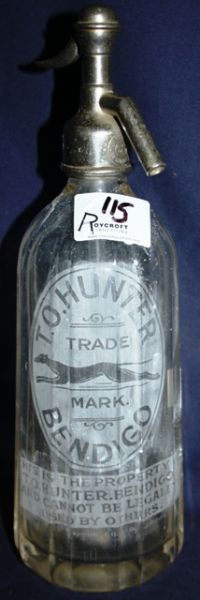 115
ROYCROFT
T.O.HUNTER
TRADE
MARK.
BENDIGO
THIS IS THE PROPERTY
T.O.HUNTER.BENDIGO
AND CANNOT BE LEGALLY
USED BY OTHERS.